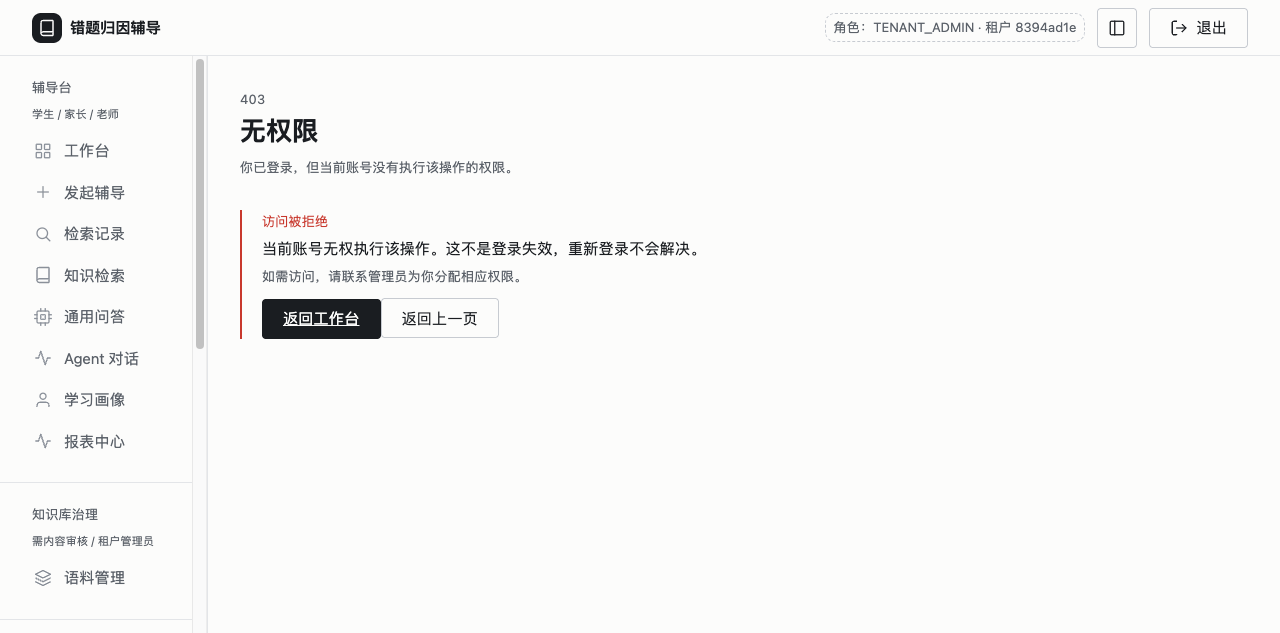 错题归因辅导
角色：TENANT_ADMIN · 租户 8394ad1e
退出
辅导台
学生 / 家长 / 老师
工作台
发起辅导
检索记录
知识检索
通用问答
Agent 对话
学习画像
报表中心
知识库治理
需内容审核 / 租户管理员
语料管理
403
无权限
你已登录，但当前账号没有执行该操作的权限。
访问被拒绝
当前账号无权执行该操作。这不是登录失效，重新登录不会解决。
如需访问，请联系管理员为你分配相应权限。
返回工作台
返回上一页